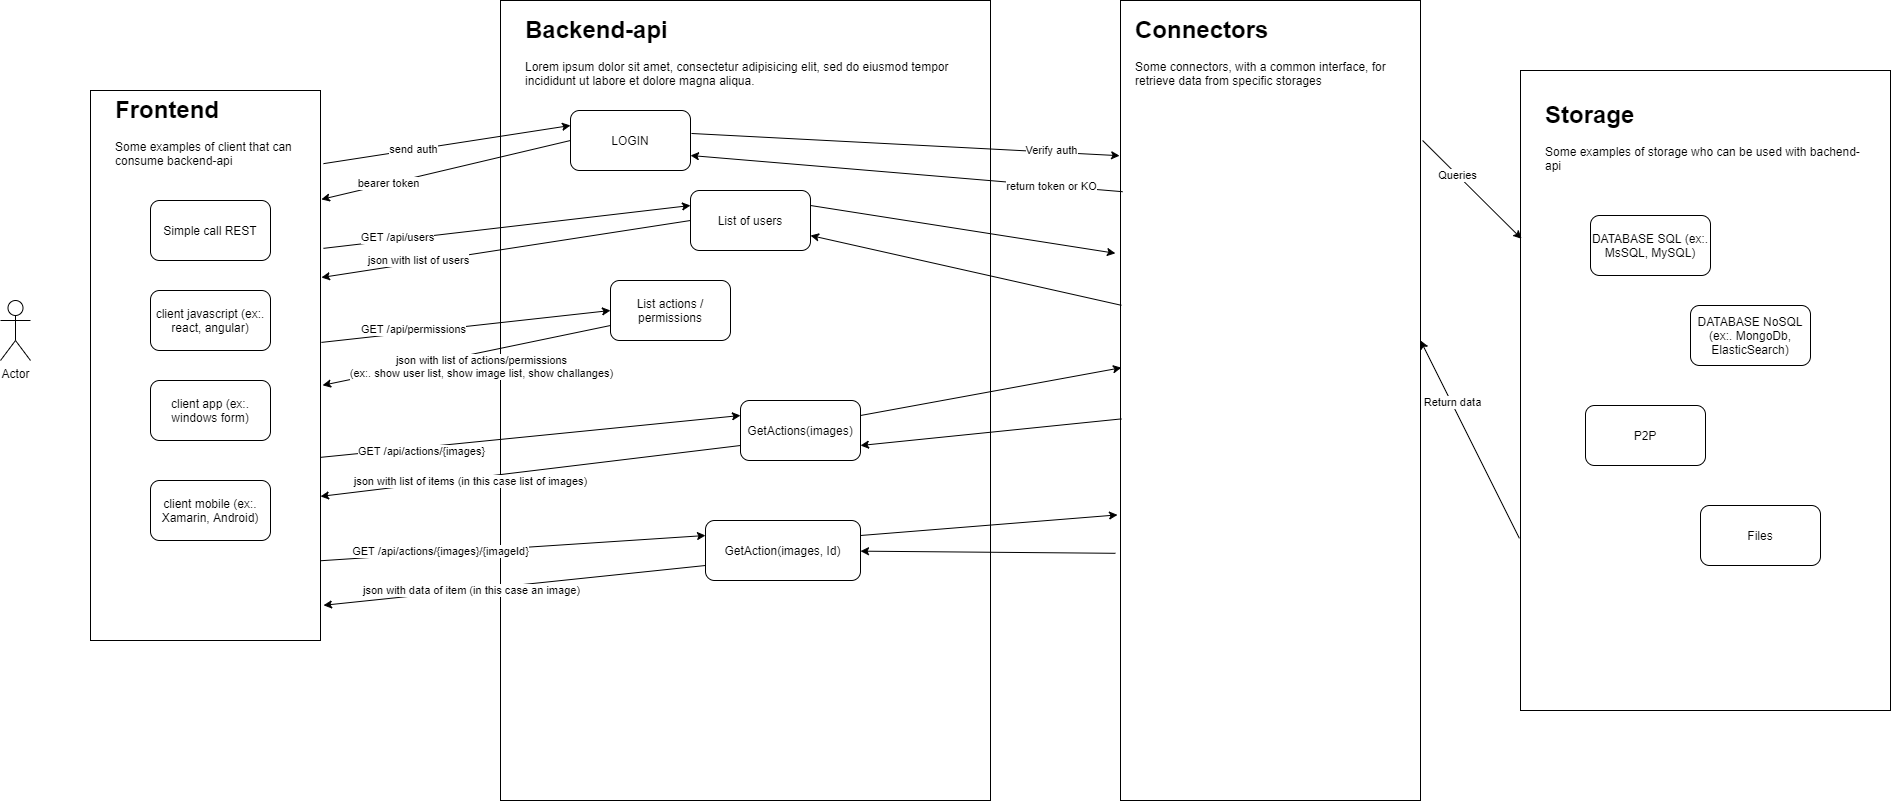 Backend-api
Lorem ipsum dolor sit amet, consectetur adipisicing elit, sed do eiusmod tempor
incididunt ut labore et dolore magna aliqua.
Connectors
Some connectors, with a common interface, for
retrieve data from specific storages
Frontend
Some examples of client that can
consume backend-api
Storage
Some examples of storage who can be used with bachend-
api
Actor
Simple call REST
client javascript (ex:.
react, angular)
client app (ex:.
windows form)
client mobile (ex:.
Xamarin, Android)
send auth
bearer token
GET /api/users
json with list of users
GET /api/permissions
json with list of actions/permissions
(ex:. show user list, show image list, show challanges)
GET /api/actions/{images}
json with list of items (in this case list of images)
GET /api/actions/{images}/{imageId}
json with data of item (in this case an image)
LOGIN
List of users
List actions /
permissions
GetActions(images)
GetAction(images, Id)
Verify auth
return token or KO
Queries
Return data
DATABASE SQL (ex:.
MsSQL, MySQL)
DATABASE NoSQL
(ex:. MongoDb,
ElasticSearch)
P2P
Files